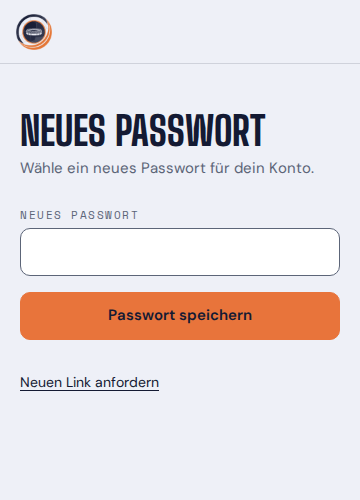 NEUES PASSWORT
Wähle ein neues Passwort für dein Konto.
NEUES PASSWORT
Passwort speichern
Neuen Link anfordern